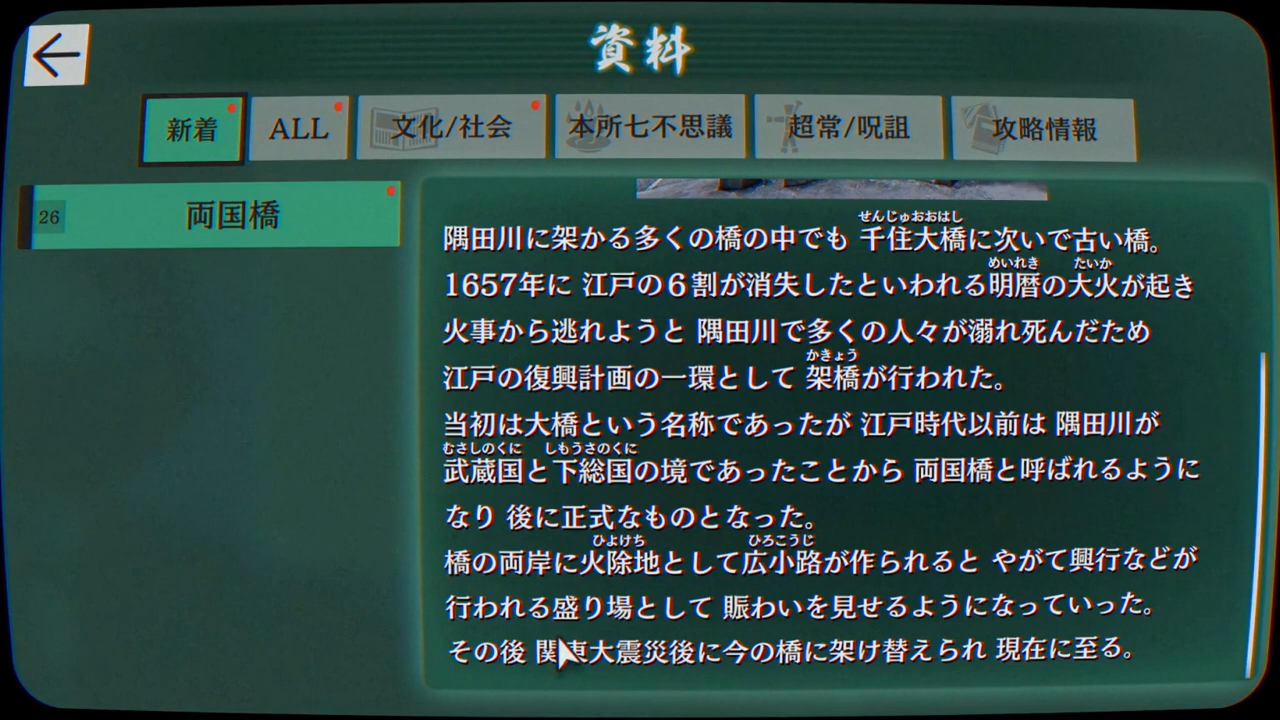 資料
新着
ALL
文化/社会
本所七不思議
超常/呪詛
攻略情報
26
両国橋
せんじゅおおはし
隅田川に架かる多くの橋の中でも 千住大橋に次いで古い橋。
めいれき たいか
1657年に 江戸の6割が消失したといわれる明暦の大火が起き
火事から逃れようと 隅田川で多くの人々が溺れ死んだため
かきょう
江戸の復興計画の一環として 架橋が行われた。
当初は大橋という名称であったが 江戸時代以前は 隅田川が
むさしのくに しもうさのくに
武蔵国と下総国の境であったことから 両国橋と呼ばれるように
なり 後に正式なものとなった。
ひよけち ひろこうじ
橋の両岸に火除地として広小路が作られると やがて興行などが
行われる盛り場として 賑わいを見せるようになっていった。
その後 関東大震災後に今の橋に架け替えられ 現在に至る。